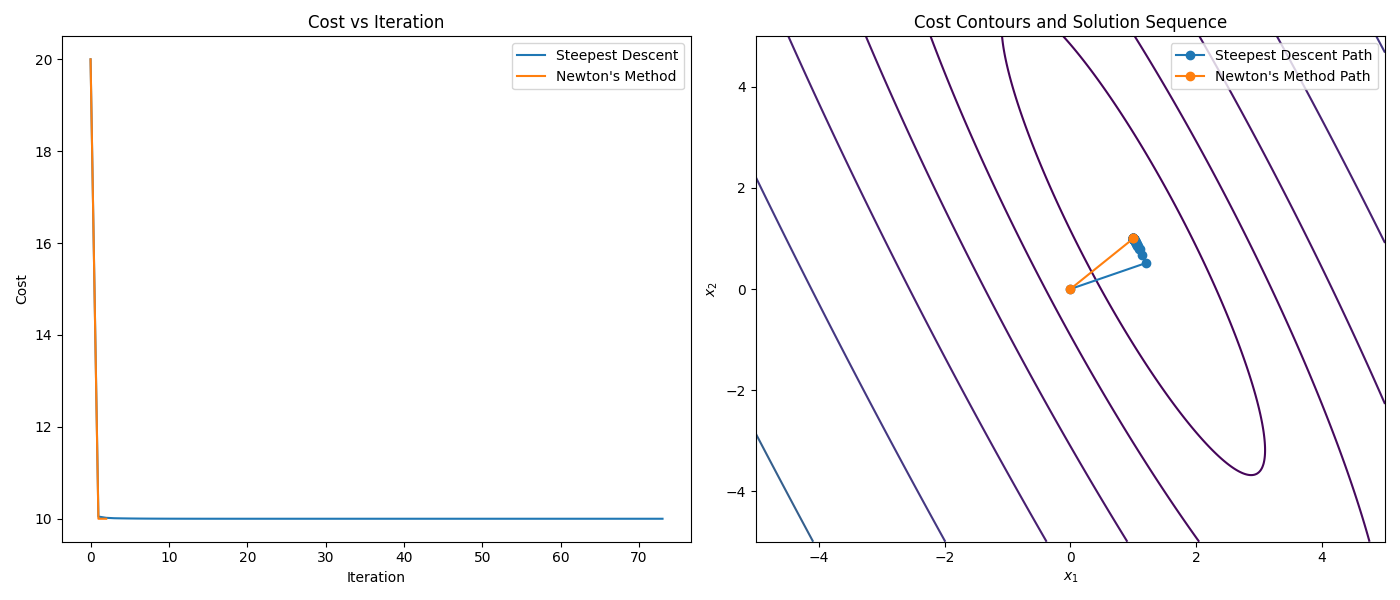 Cost vs Iteration
20
18
16
14
12
10
Cost
0 10 20 30 40 50 60 70
Iteration
Steepest Descent
Newton's Method
Cost Contours and Solution Sequence
4
2
0
−2
−4
x₂
−4 −2 0 2 4
x₁
Steepest Descent Path
Newton's Method Path